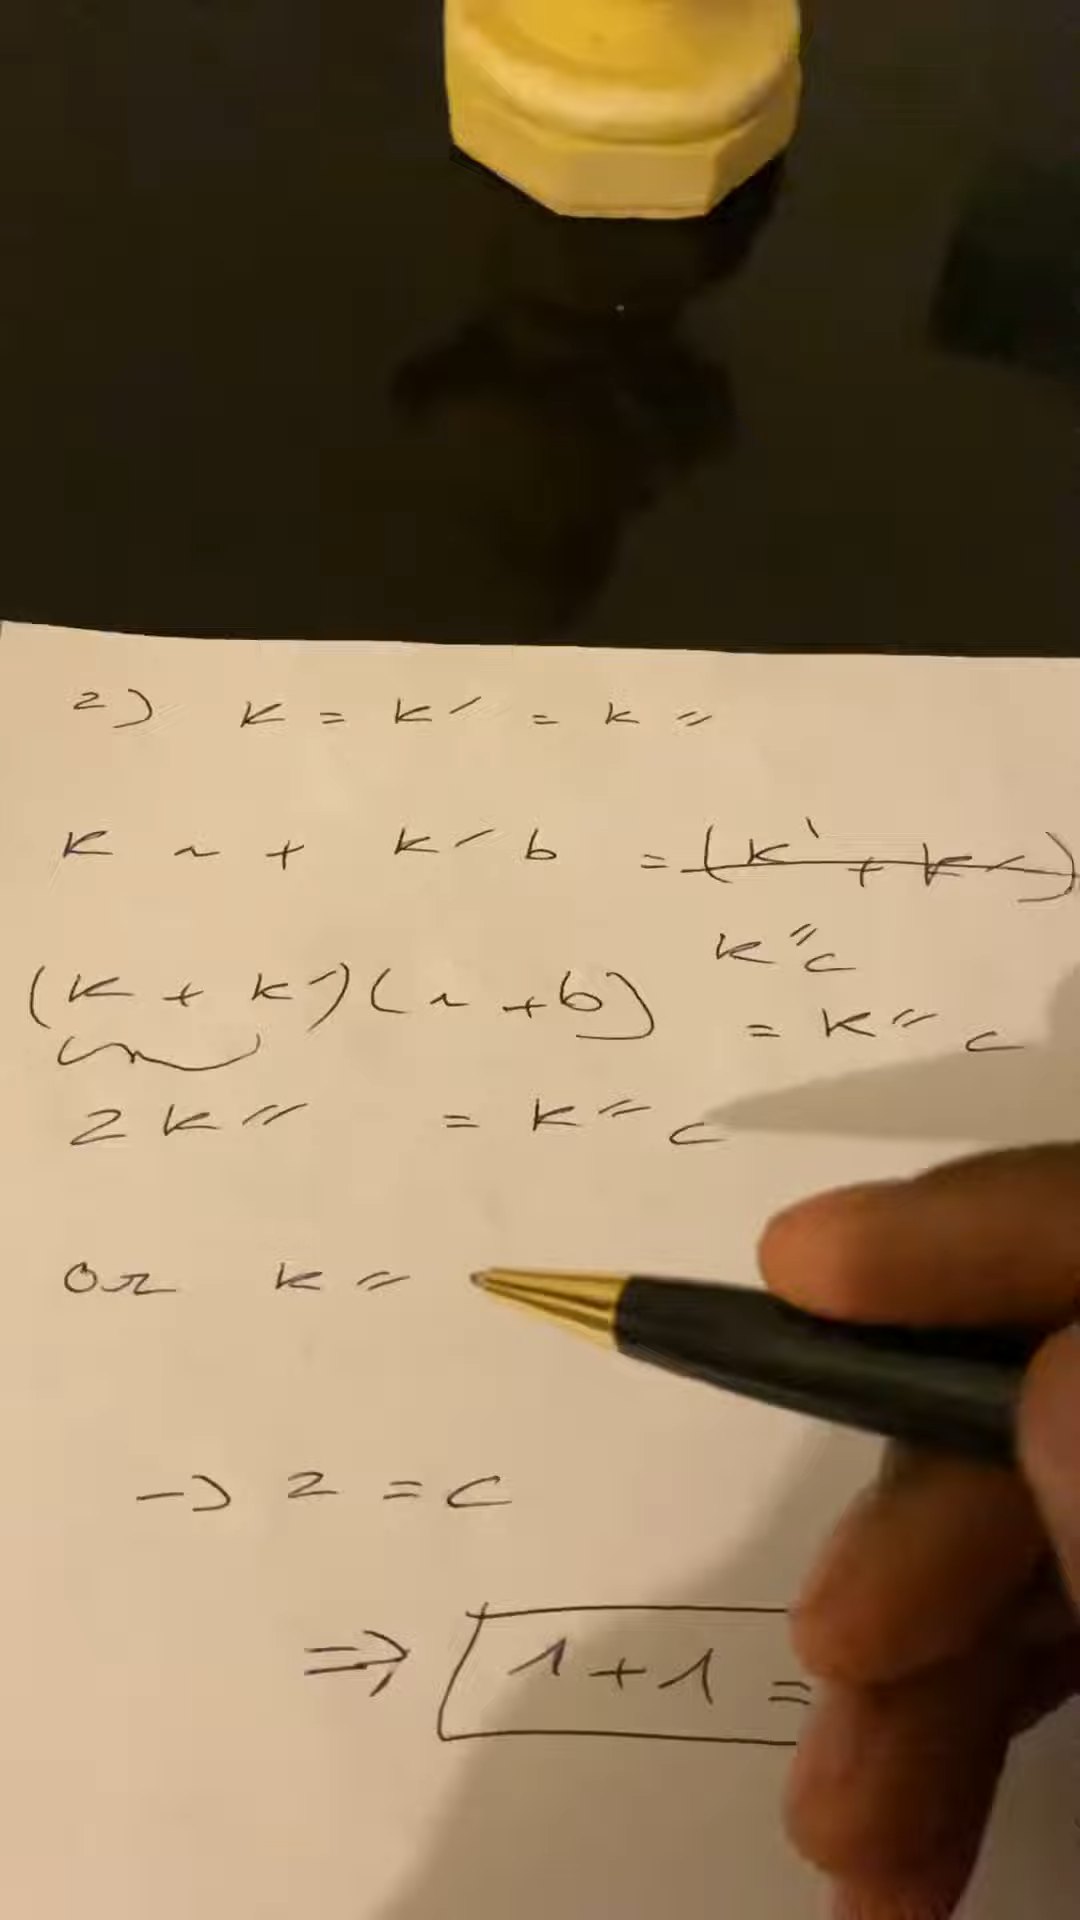 2) k = k′ = k″
k a + k′ b = (k' + k′)
k″c
(k + k′)(a + b) = k″ c
2 k″ = k″ c
or k =
-> 2 = c
=> 1 + 1 =